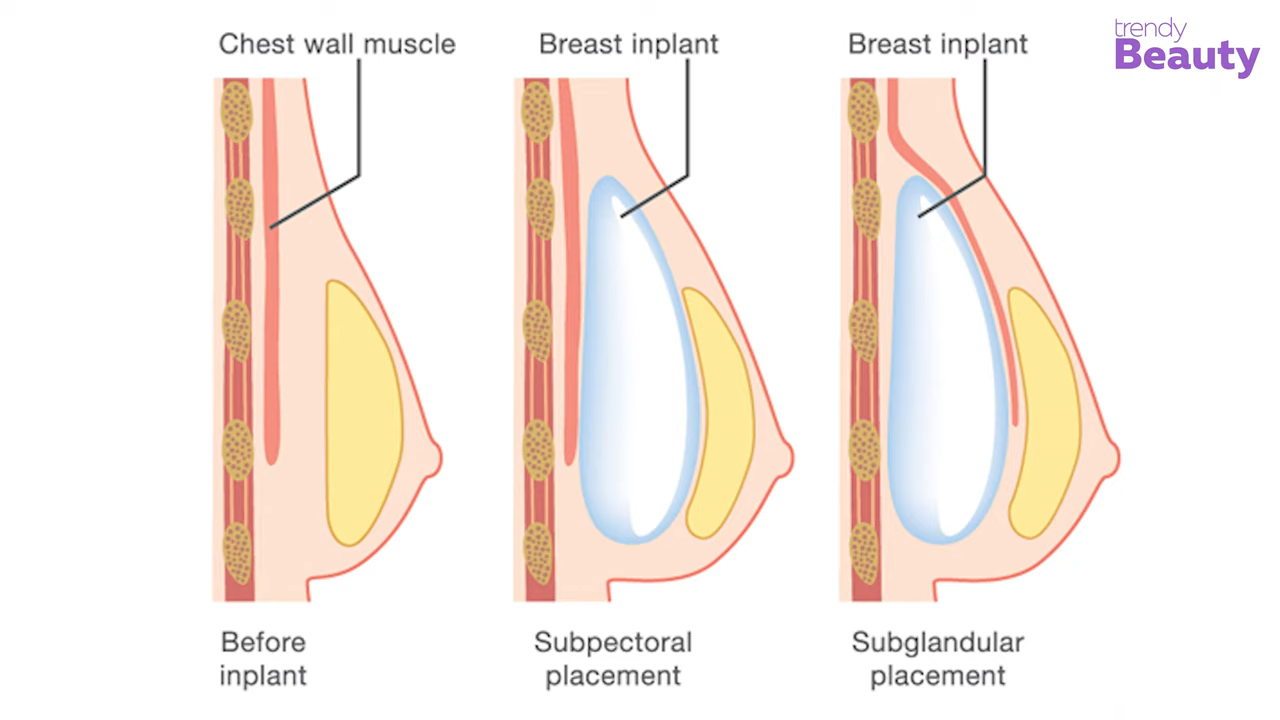 trendy
Beauty
Chest wall muscle
Breast inplant
Breast inplant
Before
inplant
Subpectoral
placement
Subglandular
placement